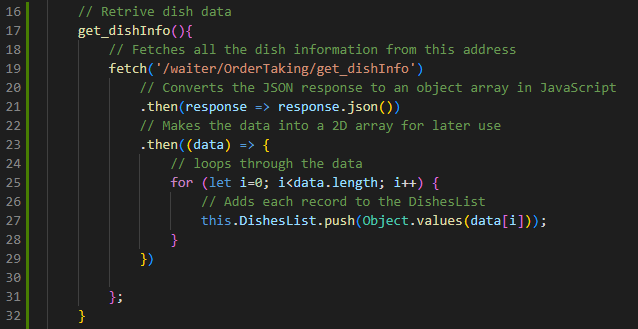 16 // Retrive dish data
17 get_dishInfo(){
18 // Fetches all the dish information from this address
19 fetch('/waiter/OrderTaking/get_dishInfo')
20 // Converts the JSON response to an object array in JavaScript
21 .then(response => response.json())
22 // Makes the data into a 2D array for later use
23 .then((data) => {
24 // loops through the data
25 for (let i=0; i<data.length; i++) {
26 // Adds each record to the DishesList
27 this.DishesList.push(Object.values(data[i]));
28 }
29 })
30
31 };
32 }